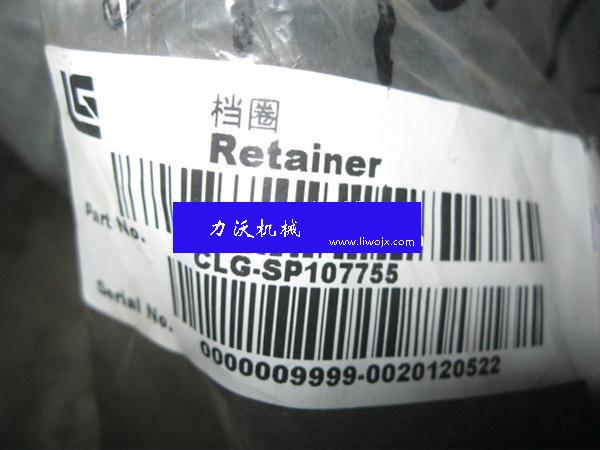 档圈
Retainer
力沃机械
www.liwojx.com
Part No.
CLG-SP107755
Serial No.
0000009999-0020120522